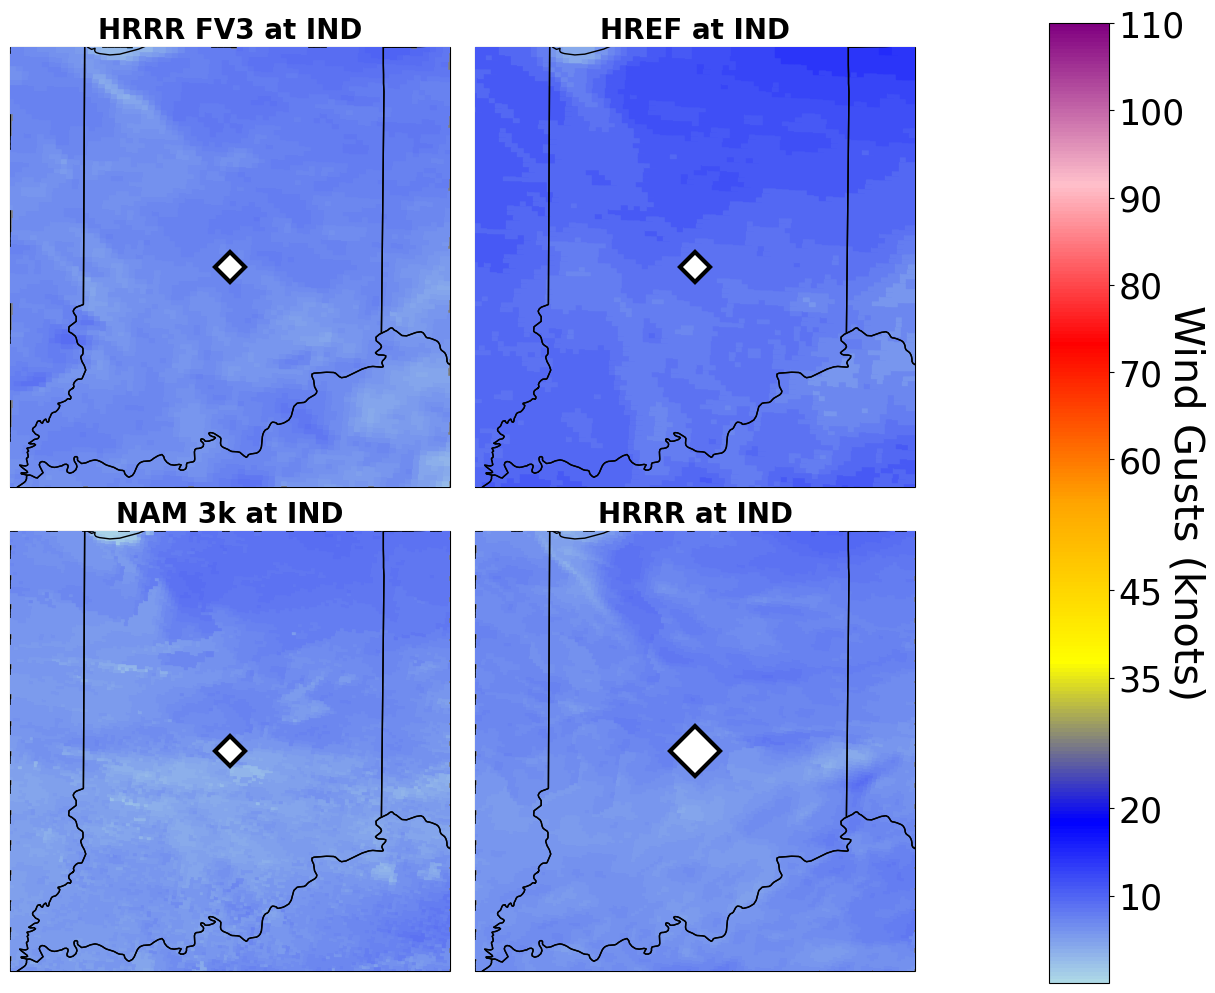 HRRR FV3 at IND
HREF at IND
NAM 3k at IND
HRRR at IND
110
100
90
80
70
60
45
35
20
10
Wind Gusts (knots)